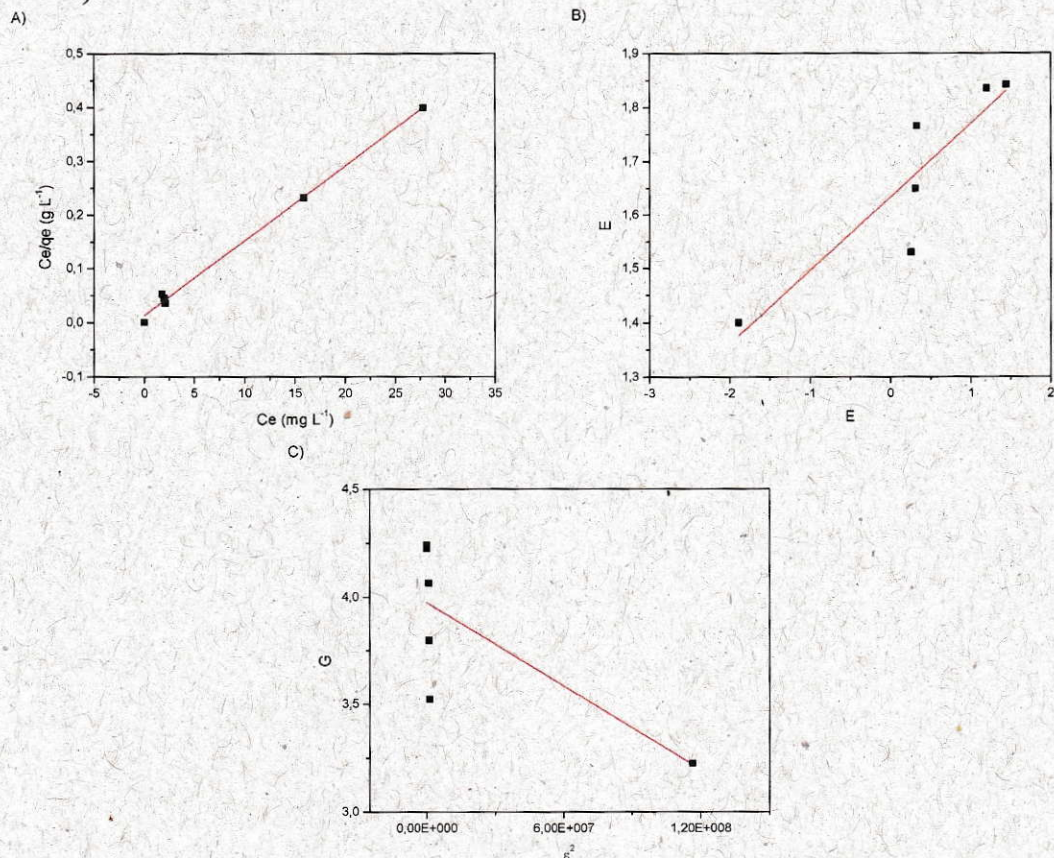 A)
0,5
0,4
0,3
0,2
0,1
0,0
-0,1
Ce/qe (g L⁻¹)
-5 0 5 10 15 20 25 30 35
Ce (mg L⁻¹)
B)
1,9
1,8
1,7
1,6
1,5
1,4
1,3
E
-3 -2 -1 0 1 2
E
C)
4,5
4,0
3,5
3,0
G
0,00E+000 6,00E+007 1,20E+008
ε²